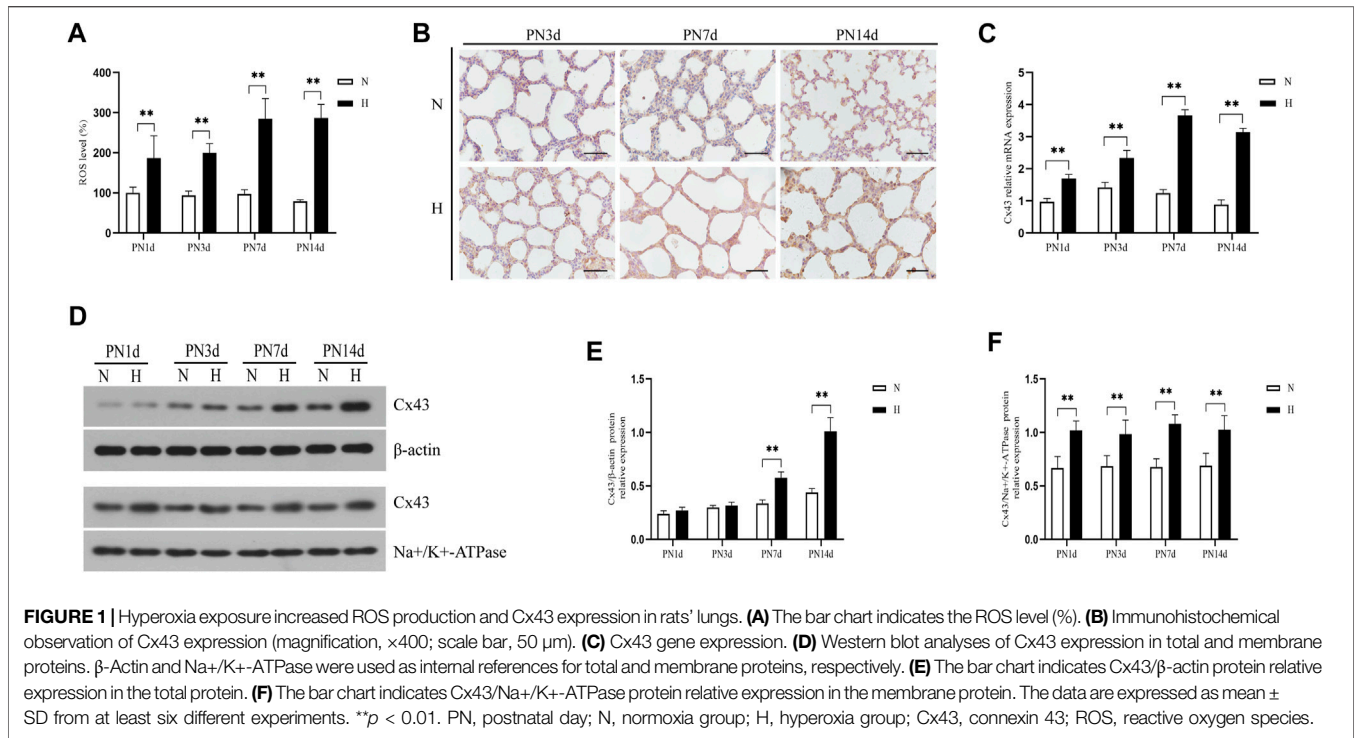 A
ROS level (%)
400
300
200
100
0
** ** ** **
PN1d PN3d PN7d PN14d
N
H
B
PN3d PN7d PN14d
N
H
C
Cx43 relative mRNA expression
5
4
3
2
1
0
** ** ** **
PN1d PN3d PN7d PN14d
N
H
D
PN1d PN3d PN7d PN14d
N H N H N H N H
Cx43
β-actin
Cx43
Na+/K+-ATPase
E
Cx43/β-actin protein
relative expression
1.5
1.0
0.5
0.0
** **
PN1d PN3d PN7d PN14d
N
H
F
Cx43/Na+/K+-ATPase protein
relative expression
1.5
1.0
0.5
0.0
** ** ** **
PN1d PN3d PN7d PN14d
N
H
FIGURE 1 | Hyperoxia exposure increased ROS production and Cx43 expression in rats' lungs. (A) The bar chart indicates the ROS level (%). (B) Immunohistochemical
observation of Cx43 expression (magnification, ×400; scale bar, 50 μm). (C) Cx43 gene expression. (D) Western blot analyses of Cx43 expression in total and membrane
proteins. β-Actin and Na+/K+-ATPase were used as internal references for total and membrane proteins, respectively. (E) The bar chart indicates Cx43/β-actin protein relative
expression in the total protein. (F) The bar chart indicates Cx43/Na+/K+-ATPase protein relative expression in the membrane protein. The data are expressed as mean ±
SD from at least six different experiments. **p < 0.01. PN, postnatal day; N, normoxia group; H, hyperoxia group; Cx43, connexin 43; ROS, reactive oxygen species.